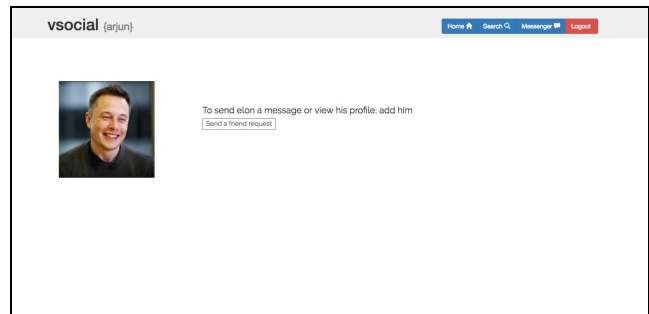 vsocial {arjun}
Home Search Messenger Logout
To send elon a message or view his profile, add him
Send a friend request